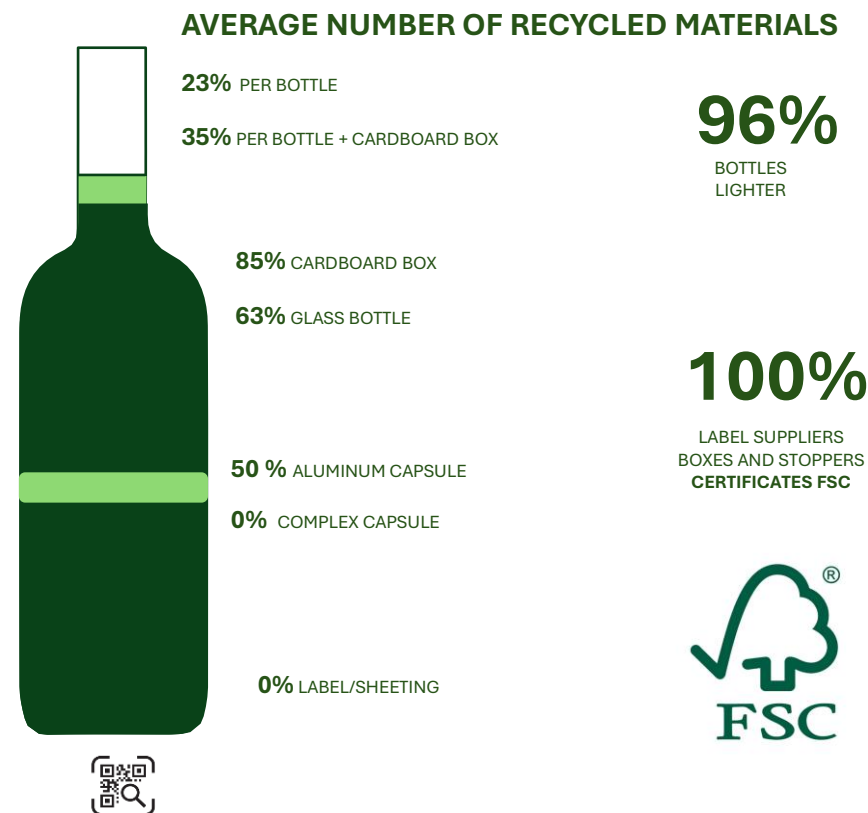 AVERAGE NUMBER OF RECYCLED MATERIALS
23% PER BOTTLE
35% PER BOTTLE + CARDBOARD BOX
96%
BOTTLES
LIGHTER
85% CARDBOARD BOX
63% GLASS BOTTLE
100%
LABEL SUPPLIERS
BOXES AND STOPPERS
CERTIFICATES FSC
50 % ALUMINUM CAPSULE
0% COMPLEX CAPSULE
0% LABEL/SHEETING
®
FSC